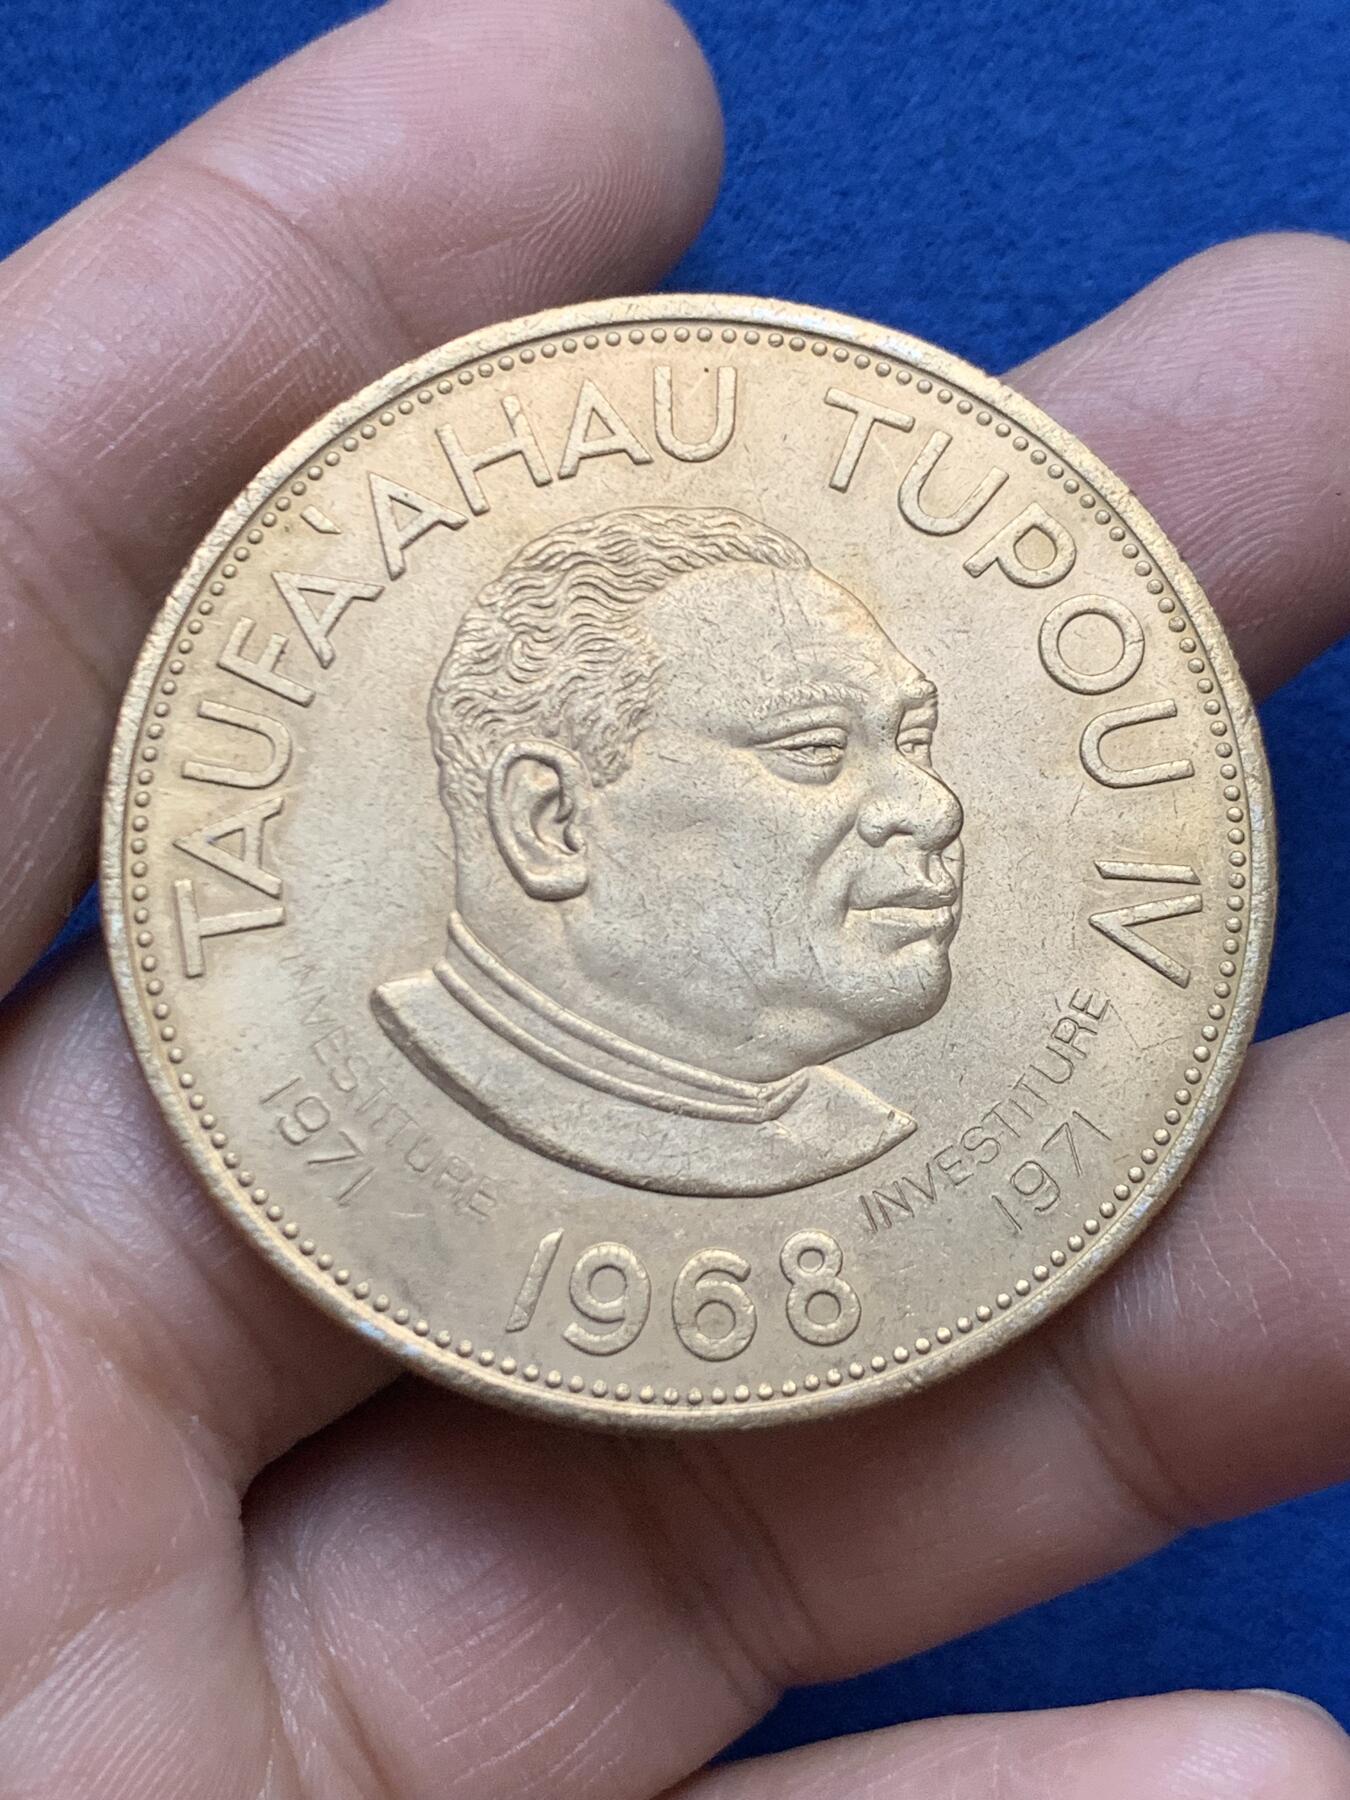 TAUFA'AHAU TUPOU IV
INVESTITURE
1971
INVESTITURE
1971
1968